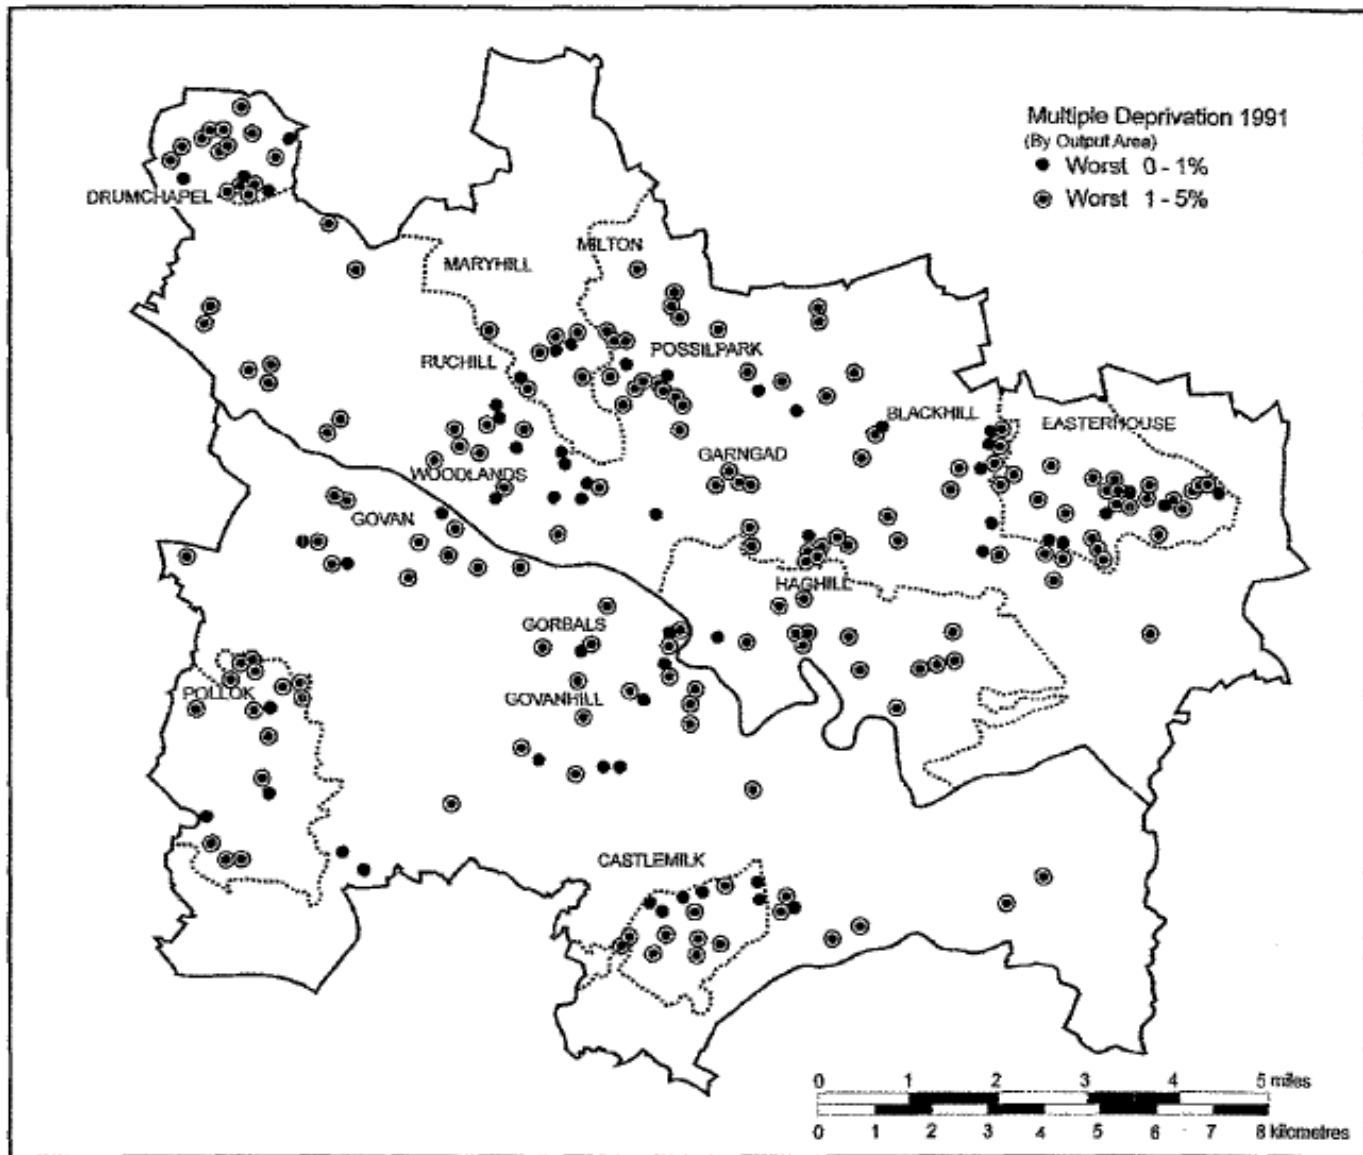 Multiple Deprivation 1991
(By Output Area)
Worst 0 - 1%
Worst 1 - 5%
DRUMCHAPEL
MILTON
MARYHILL
POSSILPARK
RUCHILL
BLACKHILL
EASTERHOUSE
GARNGAD
WOODLANDS
GOVAN
HAGHILL
GORBALS
POLLOK
GOVANHILL
CASTLEMILK
0 1 2 3 4 5 miles
0 1 2 3 4 5 6 7 8 kilometres